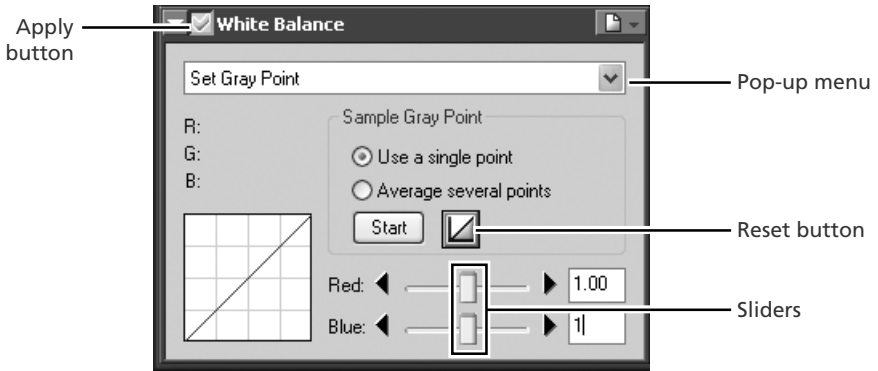 Apply
button
White Balance
Set Gray Point
Pop-up menu
R:
G:
B:
Sample Gray Point
Use a single point
Average several points
Start
Reset button
Red:
1.00
Sliders
Blue:
1